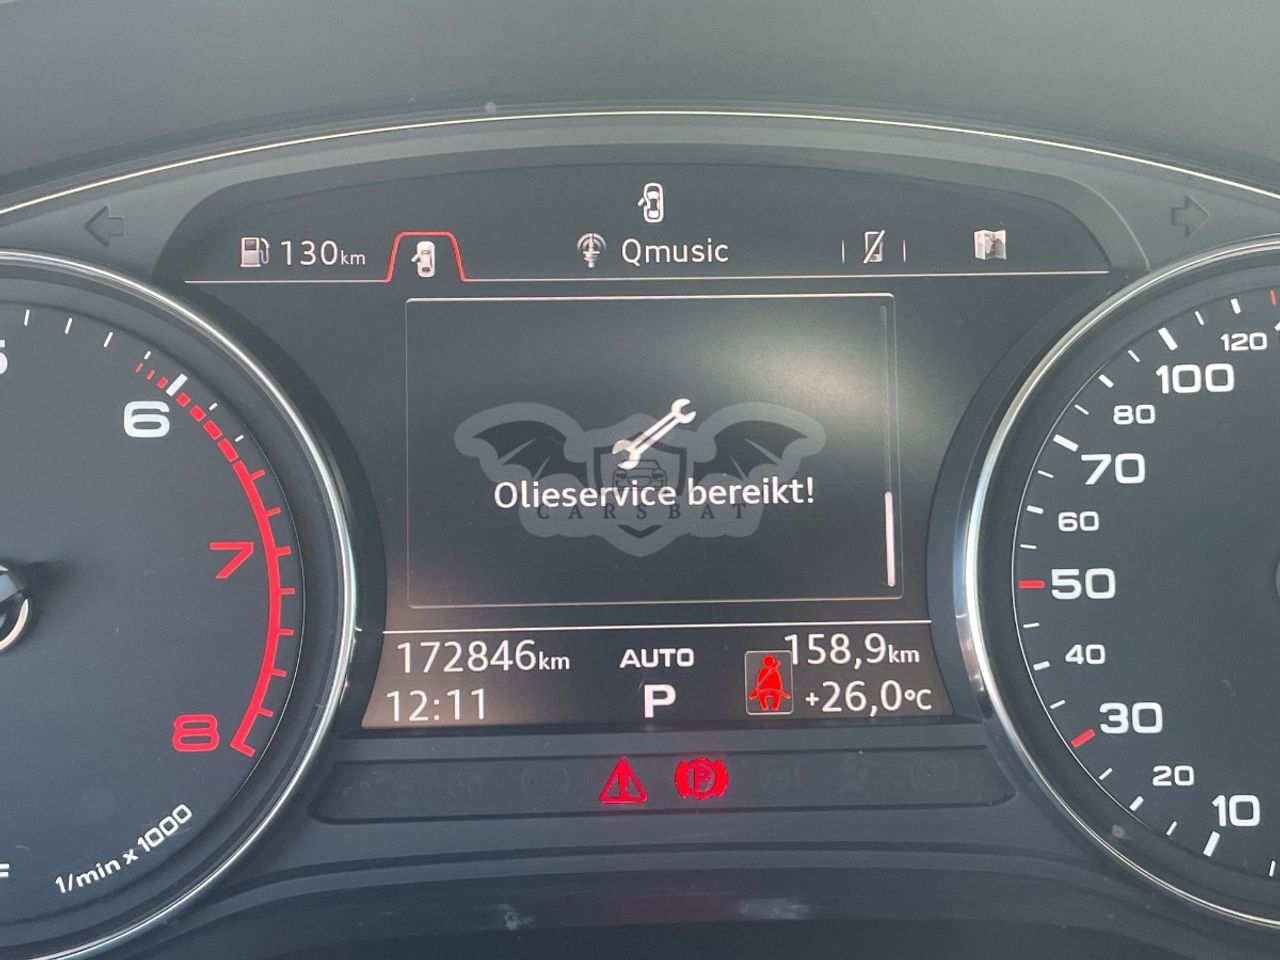 130km
Qmusic
Olieservice bereikt!
CARSBAT
172846km
AUTO
158,9km
12:11
P
+26,0°C
P
6
7
8
1/min x 1000
120
100
80
70
60
50
40
30
20
10